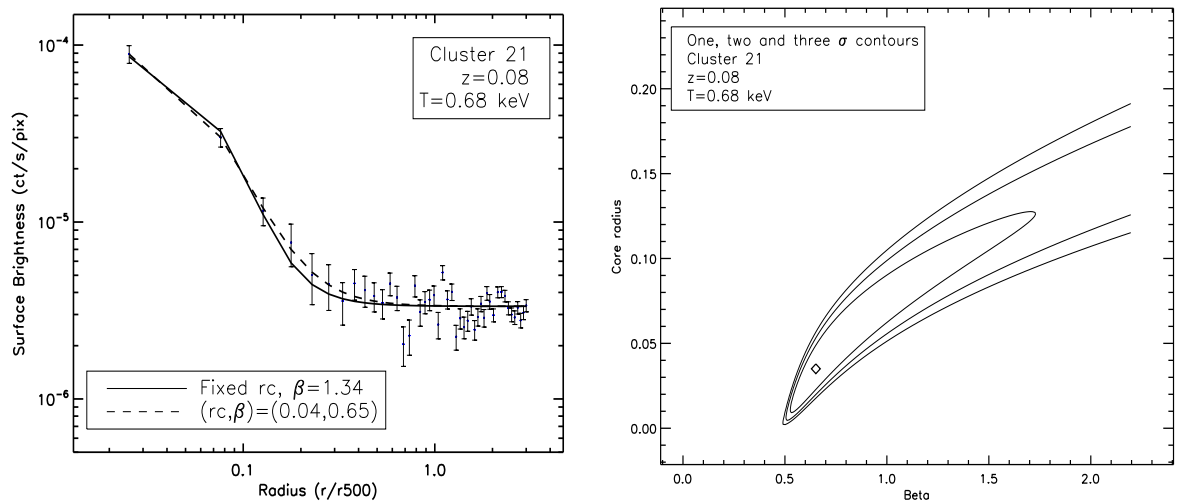 Cluster 21
z=0.08
T=0.68 keV
Fixed rc, β=1.34
(rc,β)=(0.04,0.65)
Surface Brightness (ct/s/pix)
10⁻⁴
10⁻⁵
10⁻⁶
0.1 1.0
Radius (r/r500)
One, two and three σ contours
Cluster 21
z=0.08
T=0.68 keV
Core radius
0.20
0.15
0.10
0.05
0.00
0.0 0.5 1.0 1.5 2.0
Beta